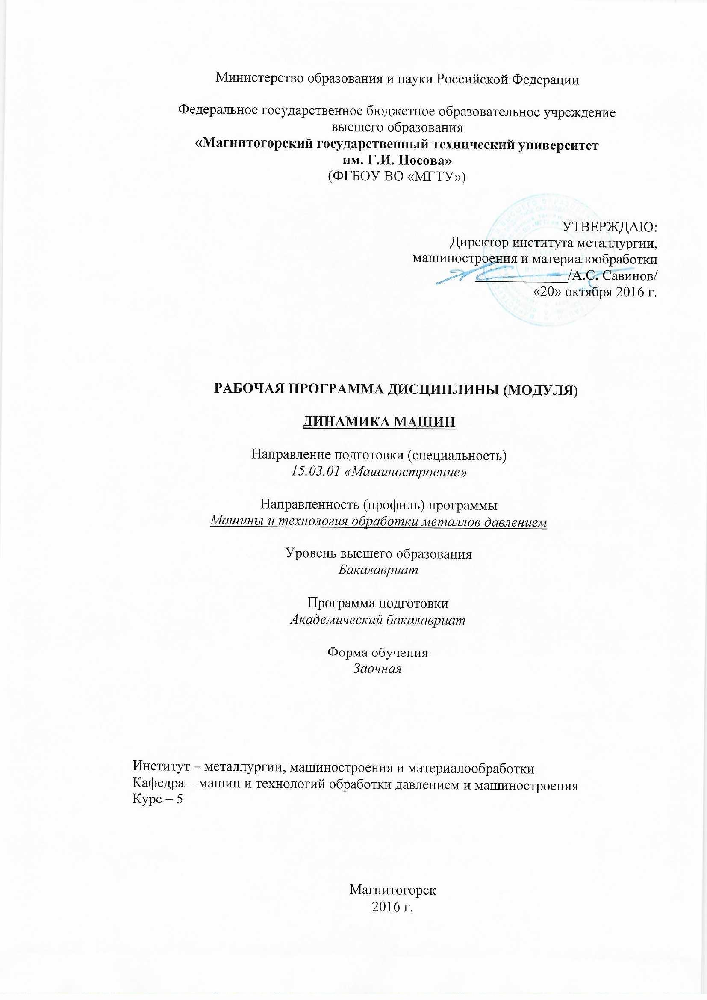 Министерство образования и науки Российской Федерации
Федеральное государственное бюджетное образовательное учреждение
высшего образования
«Магнитогорский государственный технический университет
им. Г.И. Носова»
(ФГБОУ ВО «МГТУ»)
УТВЕРЖДАЮ:
Директор института металлургии,
машиностроения и материалообработки
/А.С. Савинов/
«20» октября 2016 г.
РАБОЧАЯ ПРОГРАММА ДИСЦИПЛИНЫ (МОДУЛЯ)
ДИНАМИКА МАШИН
Направление подготовки (специальность)
15.03.01 «Машиностроение»
Направленность (профиль) программы
Машины и технология обработки металлов давлением
Уровень высшего образования
Бакалавриат
Программа подготовки
Академический бакалавриат
Форма обучения
Заочная
Институт – металлургии, машиностроения и материалообработки
Кафедра – машин и технологий обработки давлением и машиностроения
Курс – 5
Магнитогорск
2016 г.